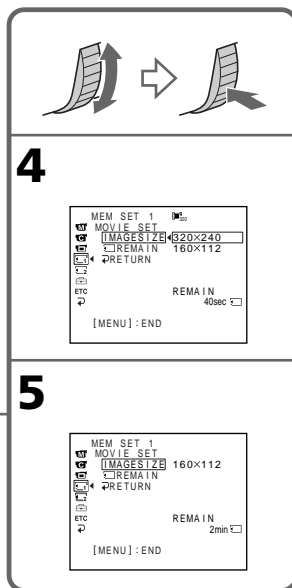 4
MEM SET 1 320
MOVIE SET
IMAGESIZE 320×240
REMAIN 160×112
RETURN
ETC REMAIN
40sec
[MENU]:END
5
MEM SET 1
MOVIE SET
IMAGESIZE 160×112
REMAIN
RETURN
ETC REMAIN
2min
[MENU]:END